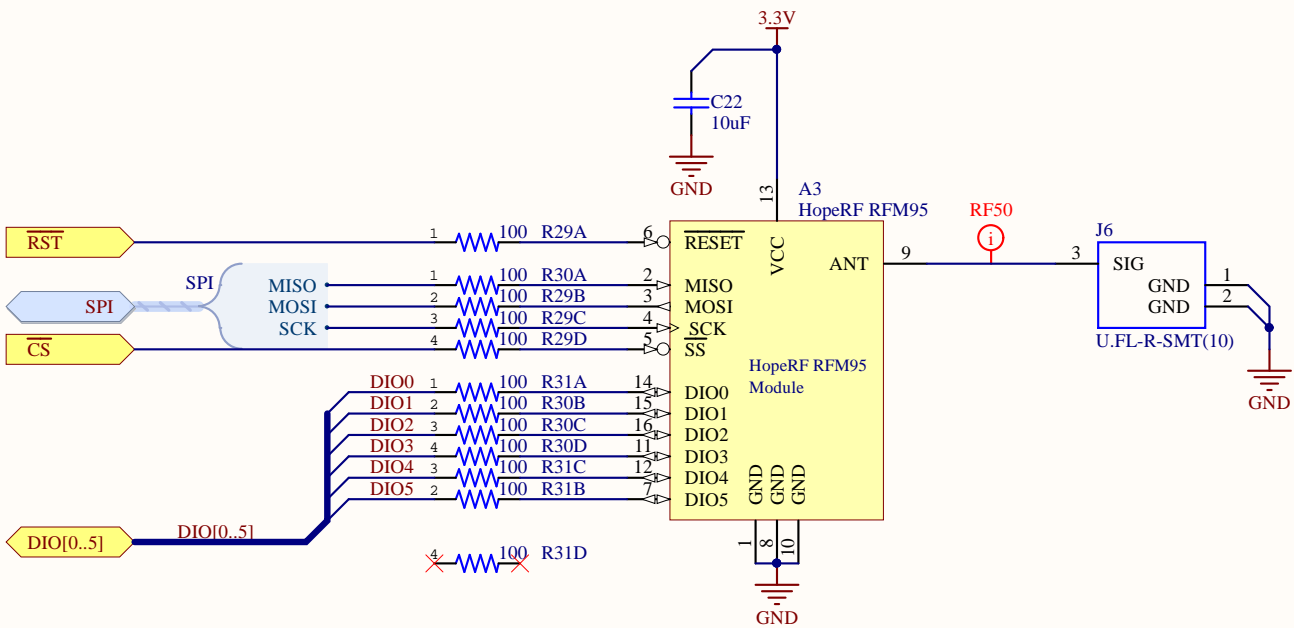 3.3V
C22
10uF
GND
13
A3
HopeRF RFM95
RF50
i
J6
RST 1 100 R29A 6 RESET
VCC
ANT 9 3 SIG
SPI
MISO 1 100 R30A 2 MISO
GND 1
SPI MOSI 2 100 R29B 3 MOSI
GND 2
SCK 3 100 R29C 4 SCK
U.FL-R-SMT(10)
CS 4 100 R29D 5 SS
HopeRF RFM95
Module
GND
DIO0 1 100 R31A 14 DIO0
DIO1 2 100 R30B 15 DIO1
DIO2 3 100 R30C 16 DIO2
DIO3 4 100 R30D 11 DIO3
DIO4 3 100 R31C 12 DIO4
DIO5 2 100 R31B 7 DIO5
GND GND GND
1 8 10
DIO[0..5] DIO[0..5]
4 100 R31D
GND